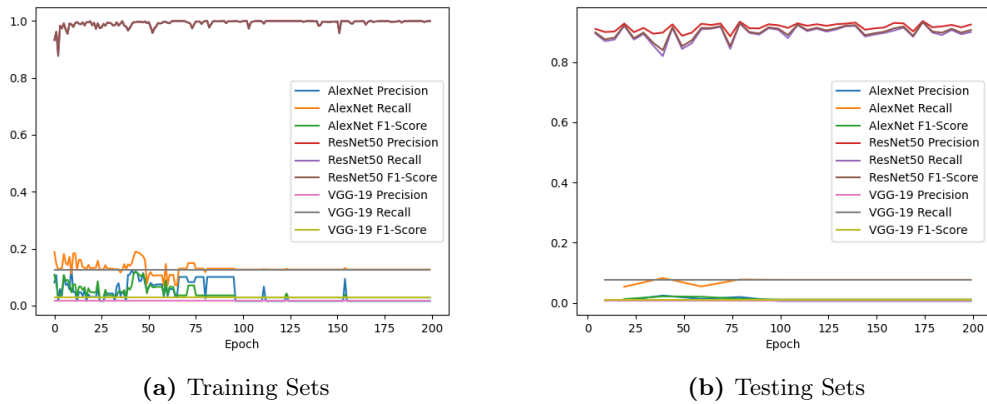 1.0
0.8
0.6
0.4
0.2
0.0
AlexNet Precision
AlexNet Recall
AlexNet F1-Score
ResNet50 Precision
ResNet50 Recall
ResNet50 F1-Score
VGG-19 Precision
VGG-19 Recall
VGG-19 F1-Score
0 25 50 75 100 125 150 175 200
Epoch
(a) Training Sets
0.8
0.6
0.4
0.2
0.0
AlexNet Precision
AlexNet Recall
AlexNet F1-Score
ResNet50 Precision
ResNet50 Recall
ResNet50 F1-Score
VGG-19 Precision
VGG-19 Recall
VGG-19 F1-Score
0 25 50 75 100 125 150 175 200
Epoch
(b) Testing Sets